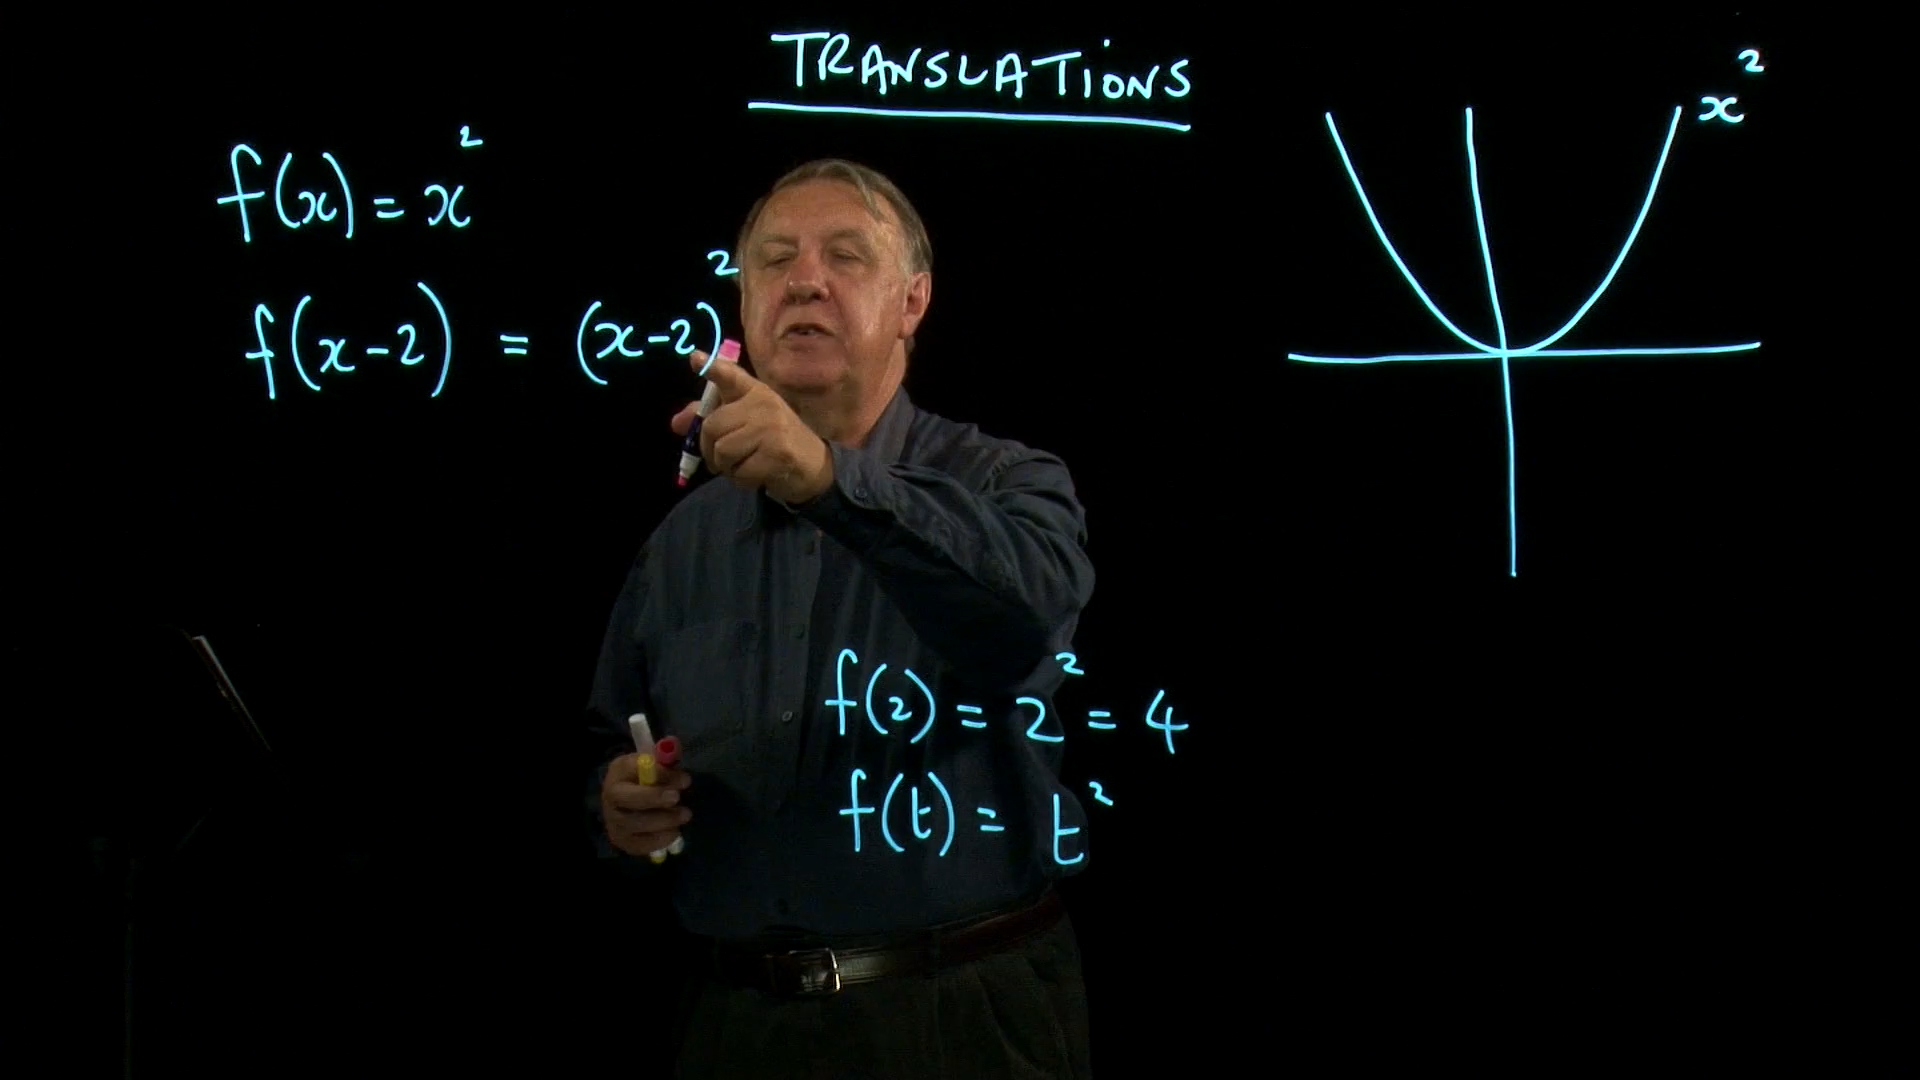 TRANSLATIONS
f(x) = x²
f(x-2) = (x-2)²
x²
f(2) = 2² = 4
f(t) = t²